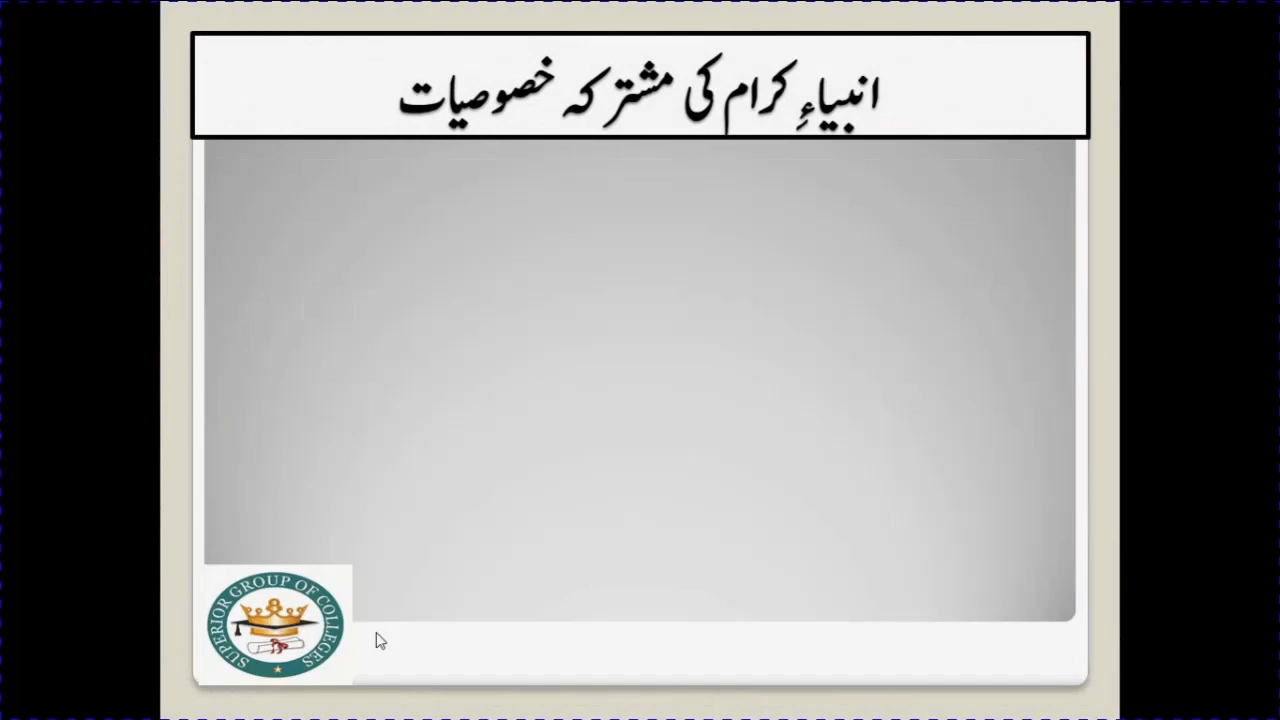 انبیاءِ کرام کی مشترکہ خصوصیات
SUPERIOR GROUP OF COLLEGES